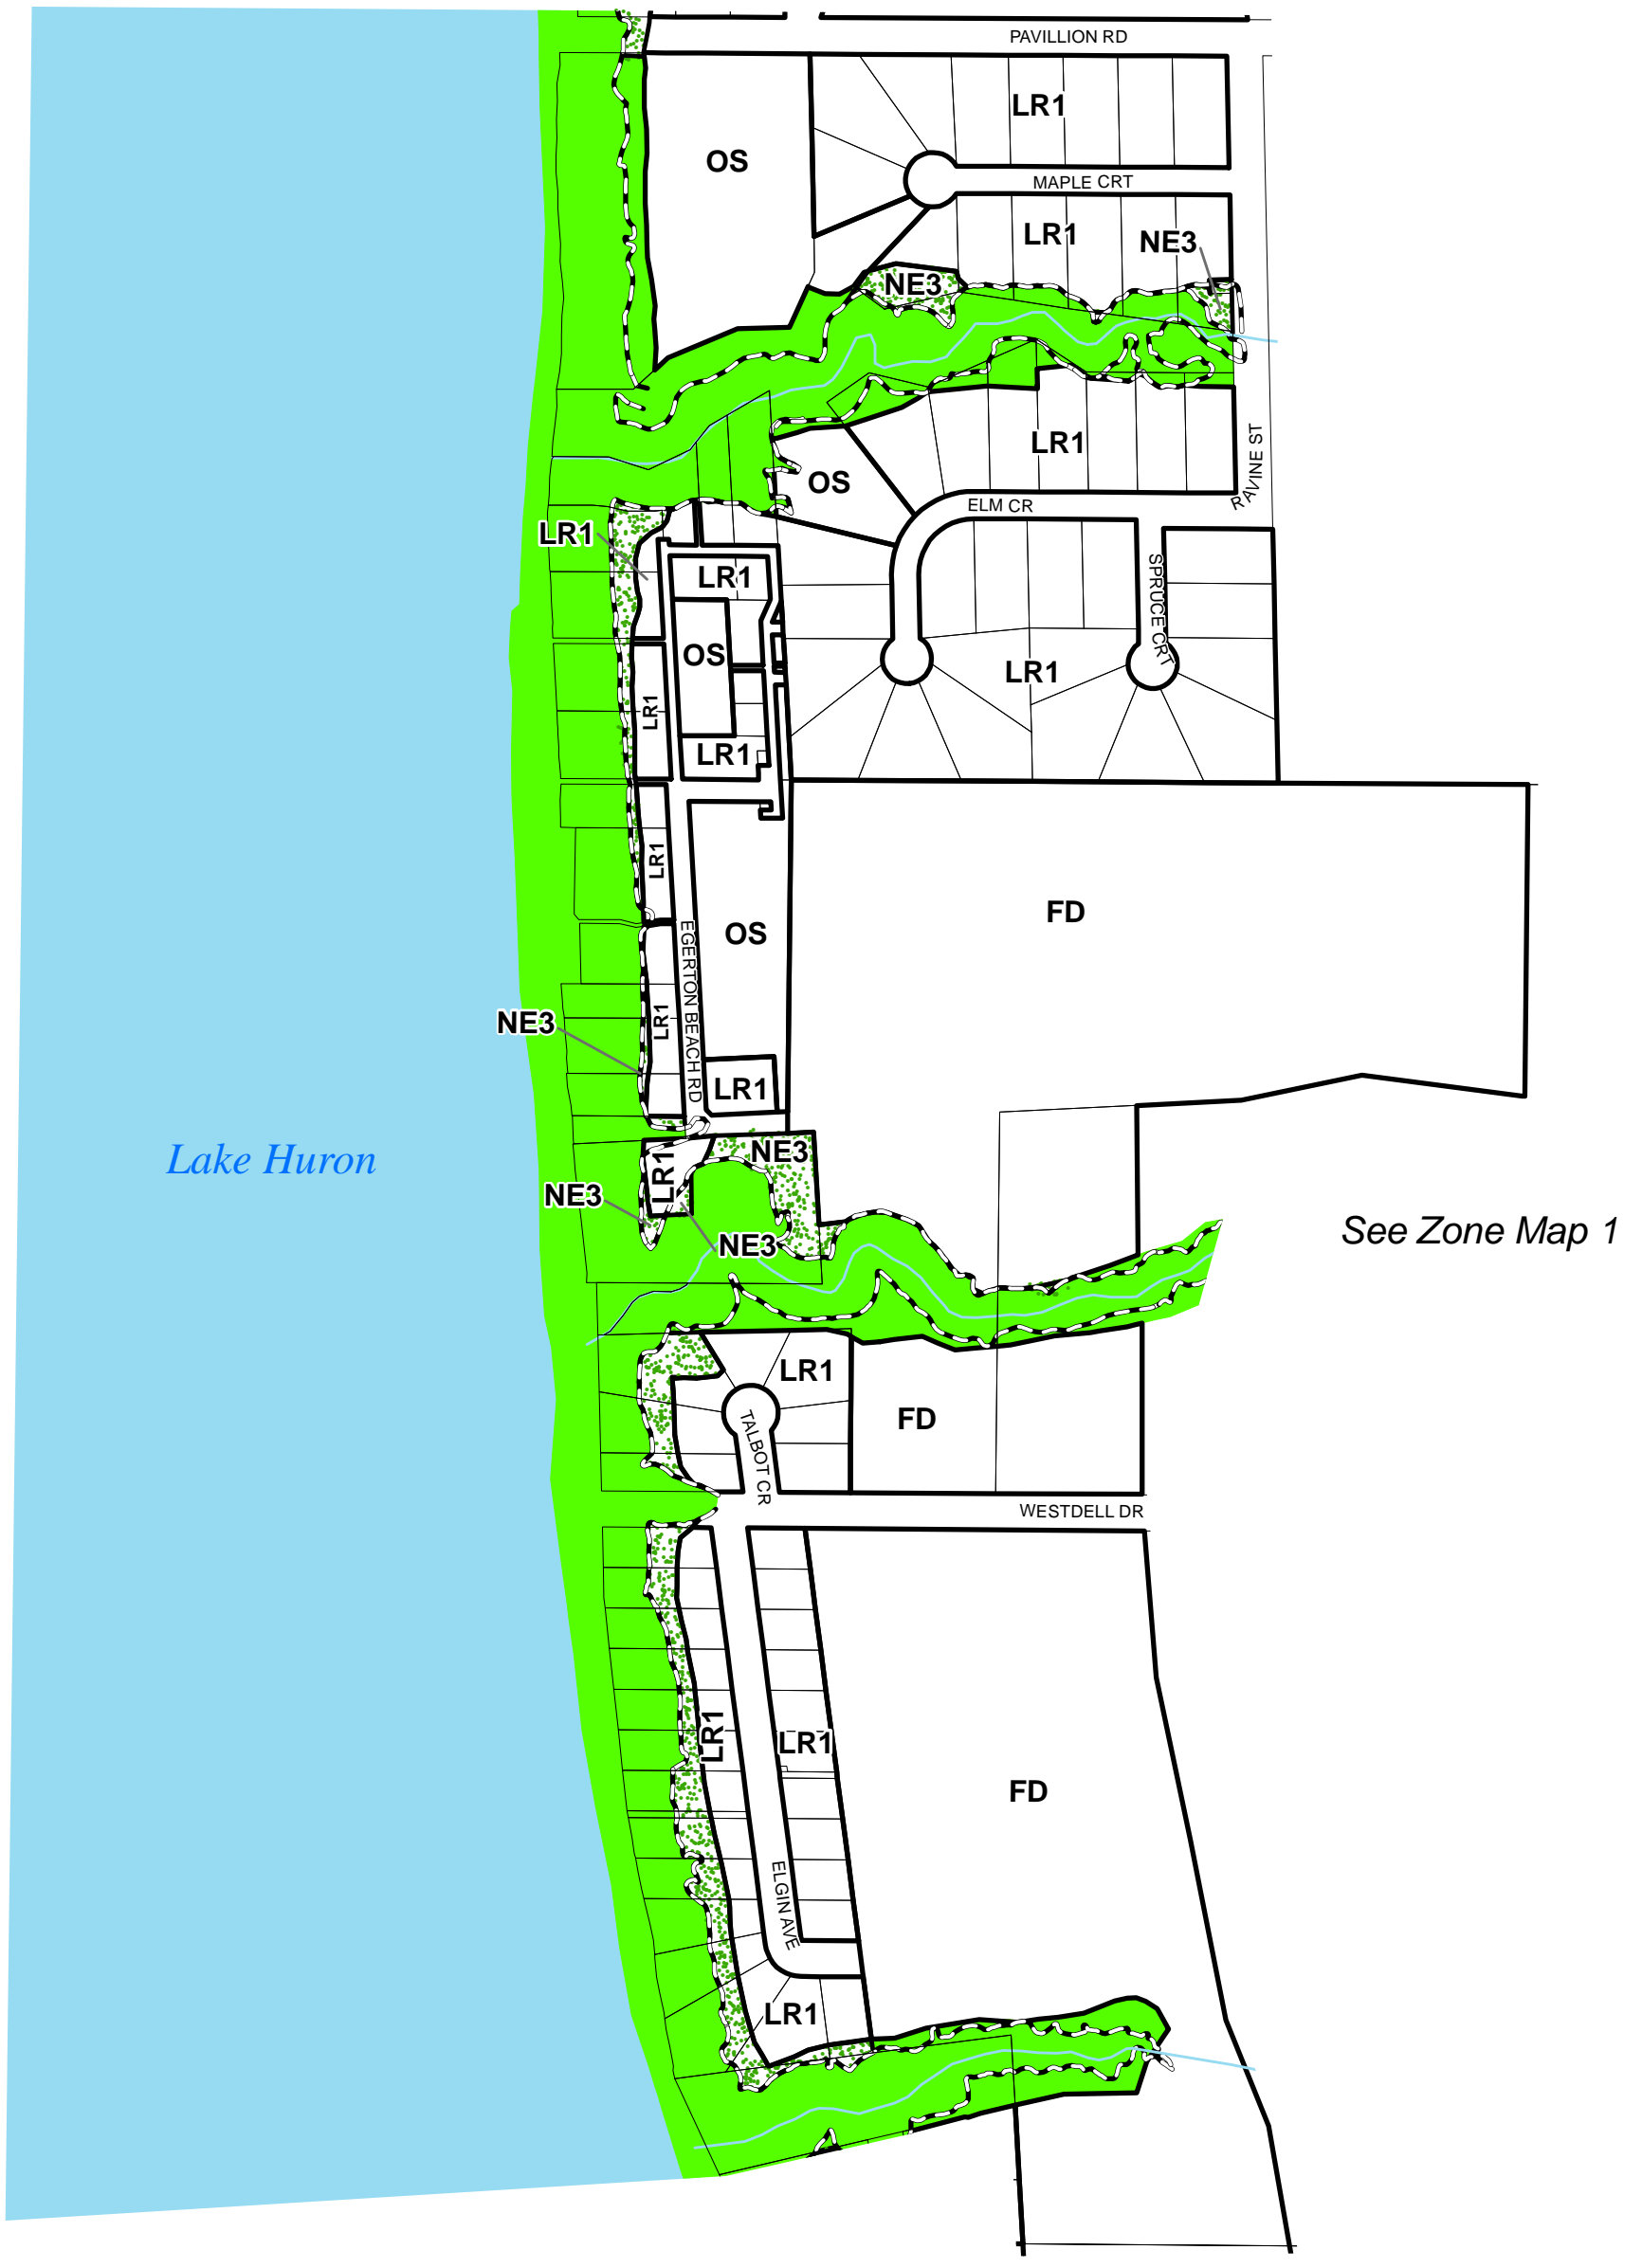 PAVILLION RD
LR1
OS
MAPLE CRT
LR1
NE3
NE3
LR1
RAVINE ST
OS
ELM CR
LR1
SPRUCE CRT
LR1
OS
LR1
LR1
LR1
LR1
FD
OS
EGERTON BEACH RD
NE3
LR1
LR1
Lake Huron
NE3
LR1
NE3
NE3
See Zone Map 1
LR1
TALBOT CR
FD
WESTDELL DR
LR1
LR1
FD
ELGIN AVE
LR1